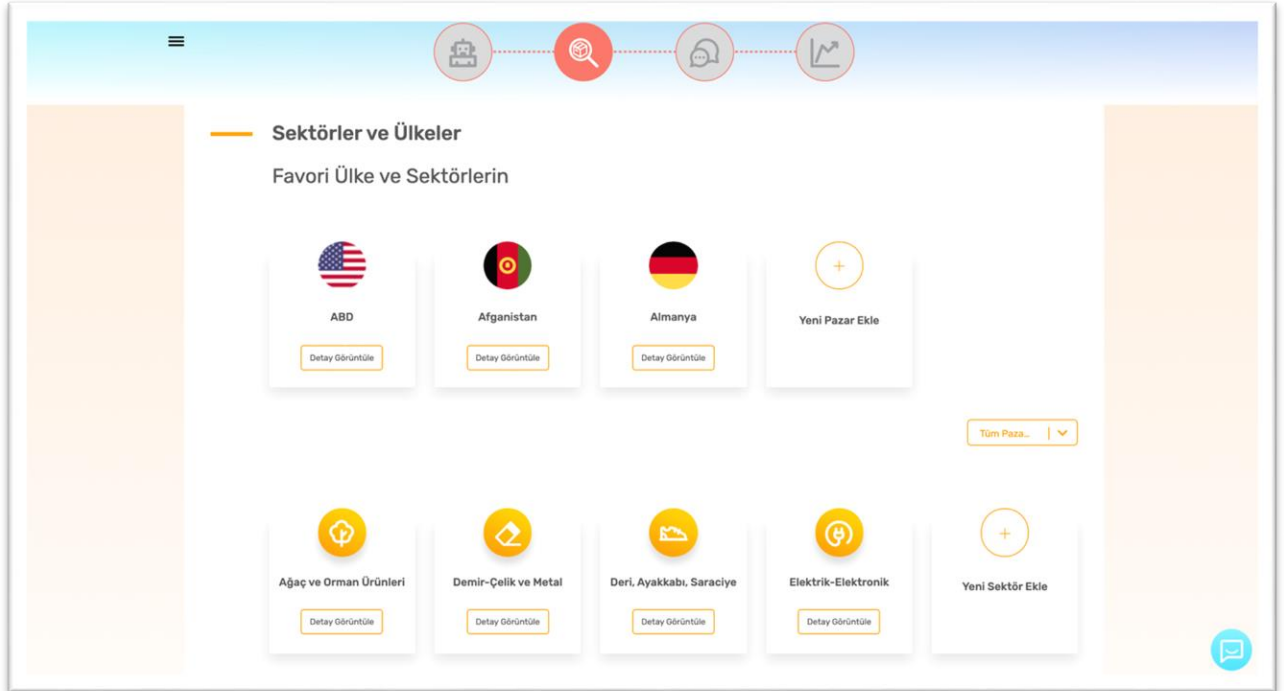 Sektörler ve Ülkeler
Favori Ülke ve Sektörlerin
ABD
Afganistan
Almanya
Yeni Pazar Ekle
Detay Görüntüle
Detay Görüntüle
Detay Görüntüle
Tüm Paza...
Ağaç ve Orman Ürünleri
Demir-Çelik ve Metal
Deri, Ayakkabı, Saraciye
Elektrik-Elektronik
Yeni Sektör Ekle
Detay Görüntüle
Detay Görüntüle
Detay Görüntüle
Detay Görüntüle